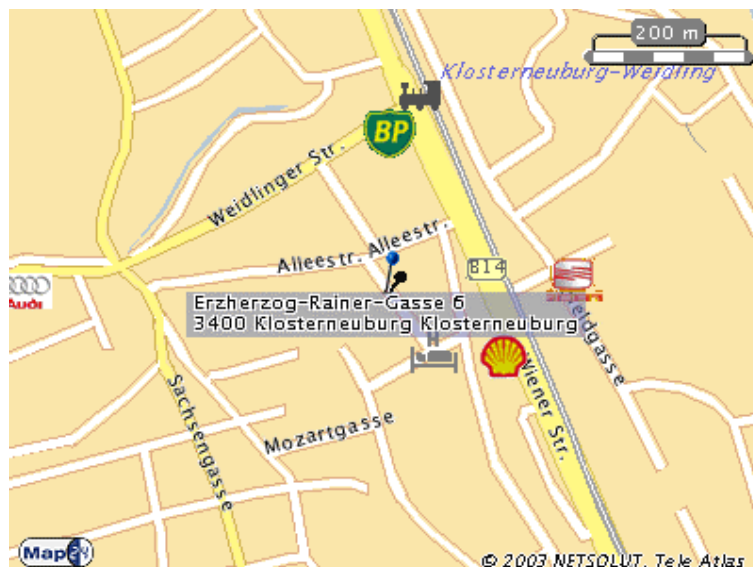 200 m
Klosterneuburg-Weidling
BP
Weidlinger Str.
Alleestr. Alleestr.
B14
Audi
Erzherzog-Rainer-Gasse 6
3400 Klosterneuburg Klosterneuburg
Wiener Str.
Sachsengasse
Mozartgasse
Map24
© 2003 NETSOLUT, Tele Atlas